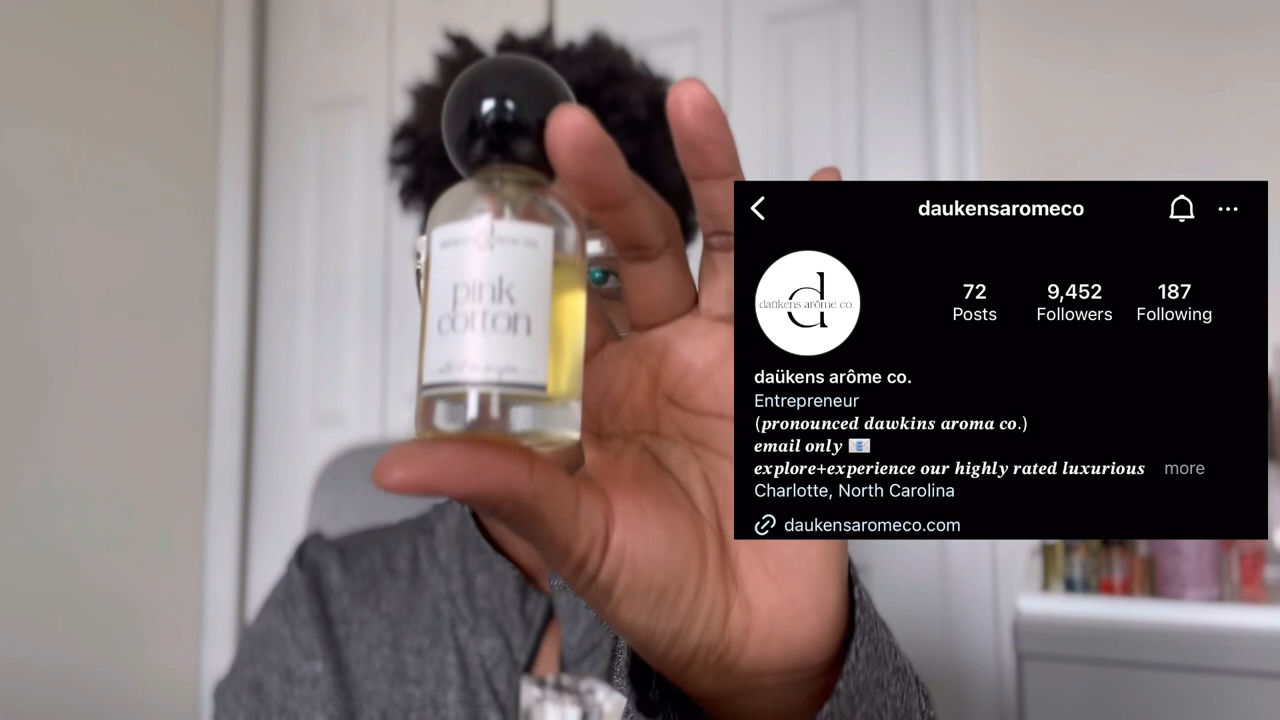 pink
cotton
daukensaromeco
d
daükens arôme co.
72
Posts
9,452
Followers
187
Following
daükens arôme co.
Entrepreneur
(pronounced dawkins aroma co.)
email only 📧
explore+experience our highly rated luxurious more
Charlotte, North Carolina
daukensaromeco.com